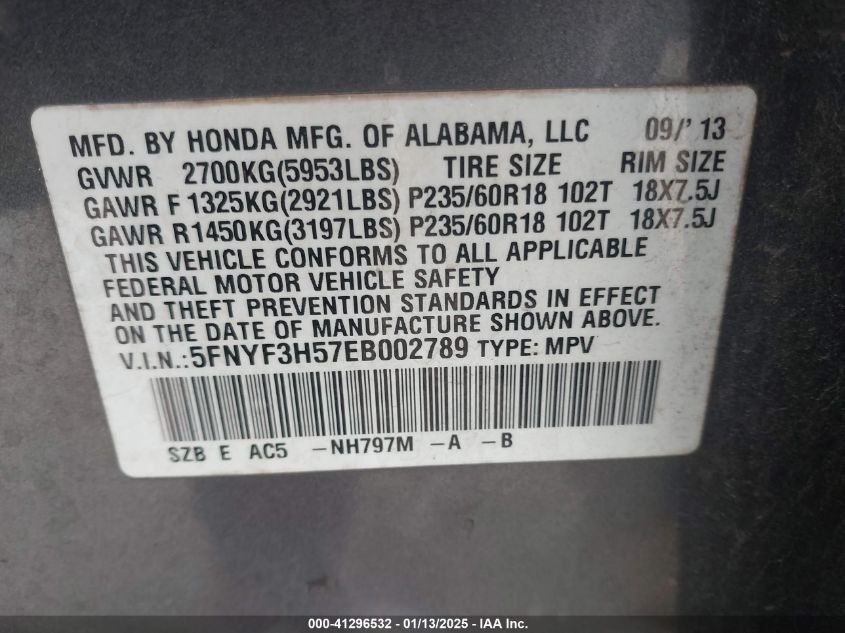 MFD. BY HONDA MFG. OF ALABAMA, LLC 09/'13
GVWR 2700KG(5953LBS) TIRE SIZE RIM SIZE
GAWR F 1325KG(2921LBS) P235/60R18 102T 18X7.5J
GAWR R1450KG(3197LBS) P235/60R18 102T 18X7.5J
THIS VEHICLE CONFORMS TO ALL APPLICABLE
FEDERAL MOTOR VEHICLE SAFETY
AND THEFT PREVENTION STANDARDS IN EFFECT
ON THE DATE OF MANUFACTURE SHOWN ABOVE.
V.I.N.:5FNYF3H57EB002789 TYPE: MPV
SZB E AC5 -NH797M -A -B
000-41296532 - 01/13/2025 - IAA Inc.